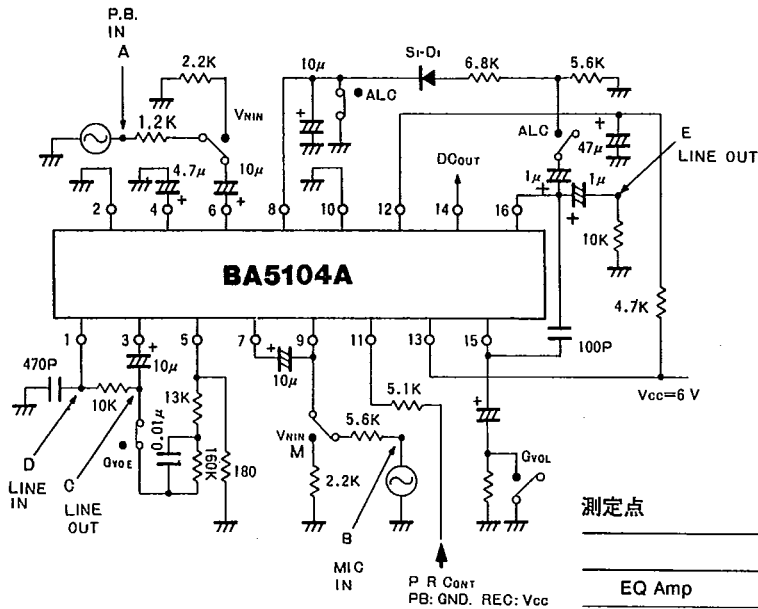 P.B.
IN
A
2.2K
VNIN
1.2K
4.7μ
10μ
10μ
ALC
Si-Di
6.8K
5.6K
ALC
47μ
E
LINE OUT
1μ
1μ
DCOUT
10K
2
4
6
8
10
12
14
16
BA5104A
4.7K
1
3
5
7
9
11
13
15
470P
10μ
10μ
100P
10K
13K
5.1K
Vcc=6 V
0.01μ
GVOE
160K
180
VNIN
M
5.6K
2.2K
GVOL
D
LINE
IN
C
LINE
OUT
B
MIC
IN
P R CONT
PB: GND. REC: Vcc
測定点
EQ Amp